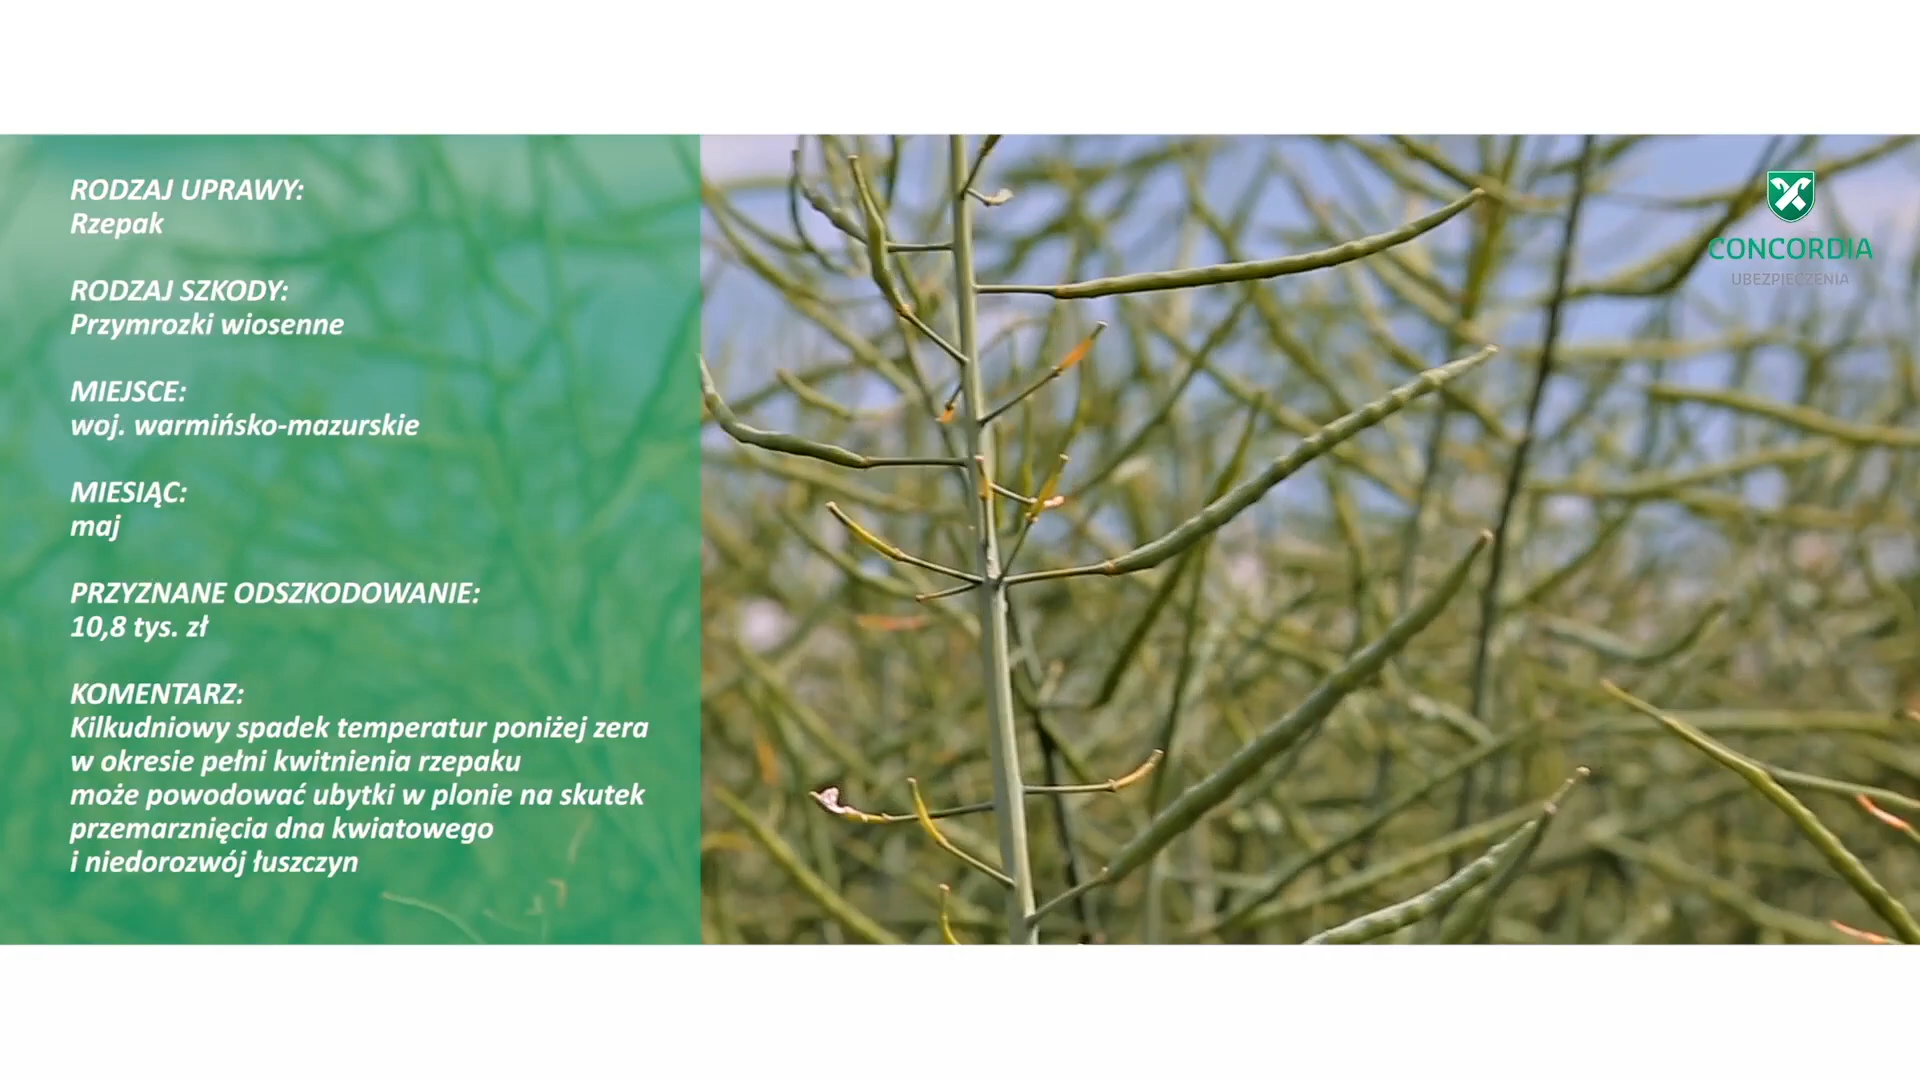 RODZAJ UPRAWY:
Rzepak
RODZAJ SZKODY:
Przymrozki wiosenne
MIEJSCE:
woj. warmińsko-mazurskie
MIESIĄC:
maj
PRZYZNANE ODSZKODOWANIE:
10,8 tys. zł
KOMENTARZ:
Kilkudniowy spadek temperatur poniżej zera
w okresie pełni kwitnienia rzepaku
może powodować ubytki w plonie na skutek
przemarznięcia dna kwiatowego
i niedorozwój łuszczyn
CONCORDIA
UBEZPIECZENIA